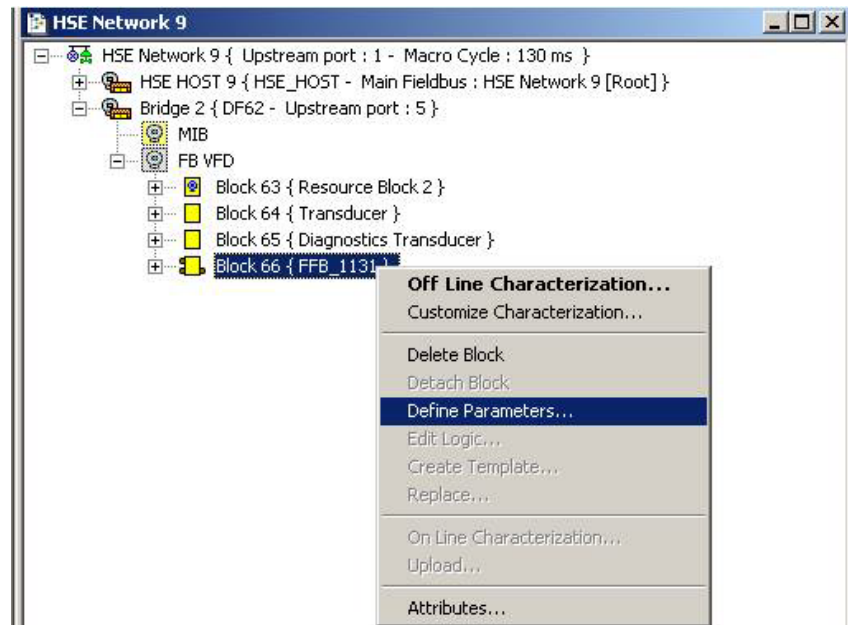 HSE Network 9
HSE Network 9 { Upstream port : 1 - Macro Cycle : 130 ms }
HSE HOST 9 { HSE_HOST - Main Fieldbus : HSE Network 9 [Root] }
Bridge 2 { DF62 - Upstream port : 5 }
MIB
FB VFD
Block 63 { Resource Block 2 }
Block 64 { Transducer }
Block 65 { Diagnostics Transducer }
Block 66 { FFB_1131 }
Off Line Characterization...
Customize Characterization...
Delete Block
Detach Block
Define Parameters...
Edit Logic...
Create Template...
Replace...
On Line Characterization...
Upload...
Attributes...